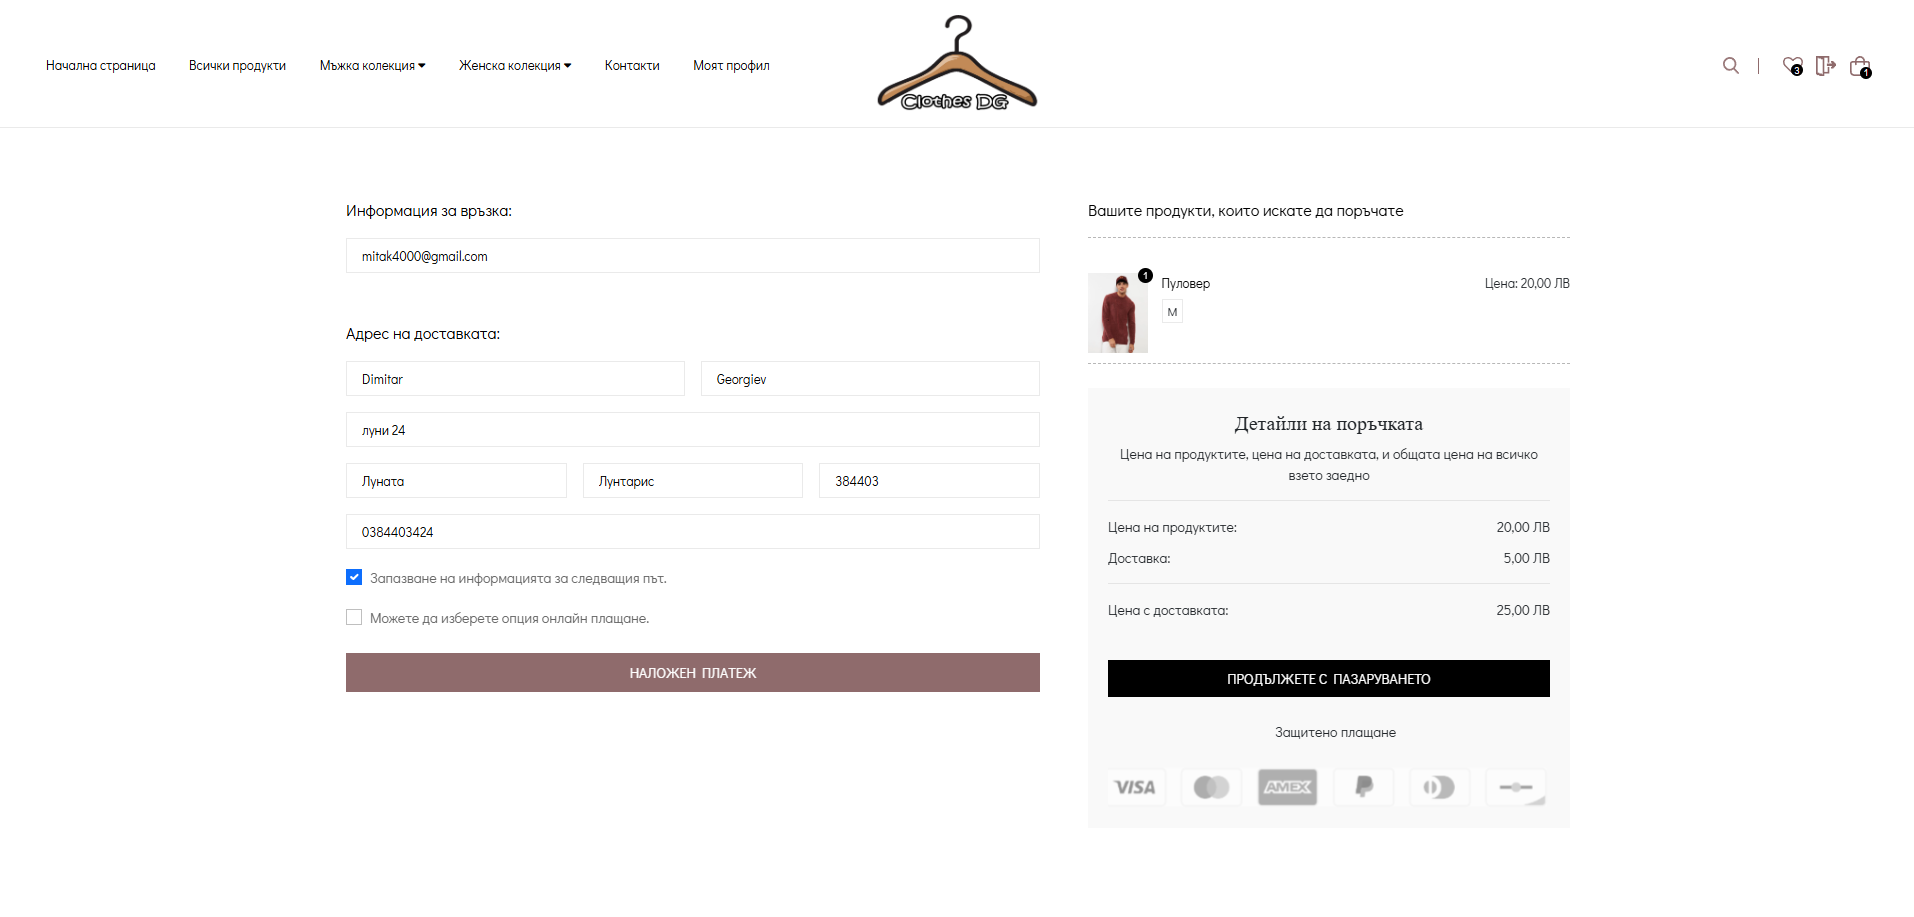 Начална страница
Всички продукти
Мъжка колекция
Женска колекция
Контакти
Моят профил
Clothes DG
3
1
Информация за връзка:
mitak4000@gmail.com
Адрес на доставката:
Dimitar
Georgiev
луни 24
Луната
Лунтарис
384403
0384403424
Запазване на информацията за следващия път.
Можете да изберете опция онлайн плащане.
НАЛОЖЕН ПЛАТЕЖ
Вашите продукти, които искате да поръчате
1
Пуловер
Цена: 20,00 ЛВ
M
Детайли на поръчката
Цена на продуктите, цена на доставката, и общата цена на всичко
взето заедно
Цена на продуктите:
20,00 ЛВ
Доставка:
5,00 ЛВ
Цена с доставката:
25,00 ЛВ
ПРОДЪЛЖЕТЕ С ПАЗАРУВАНЕТО
Защитено плащане
VISA
AMEX